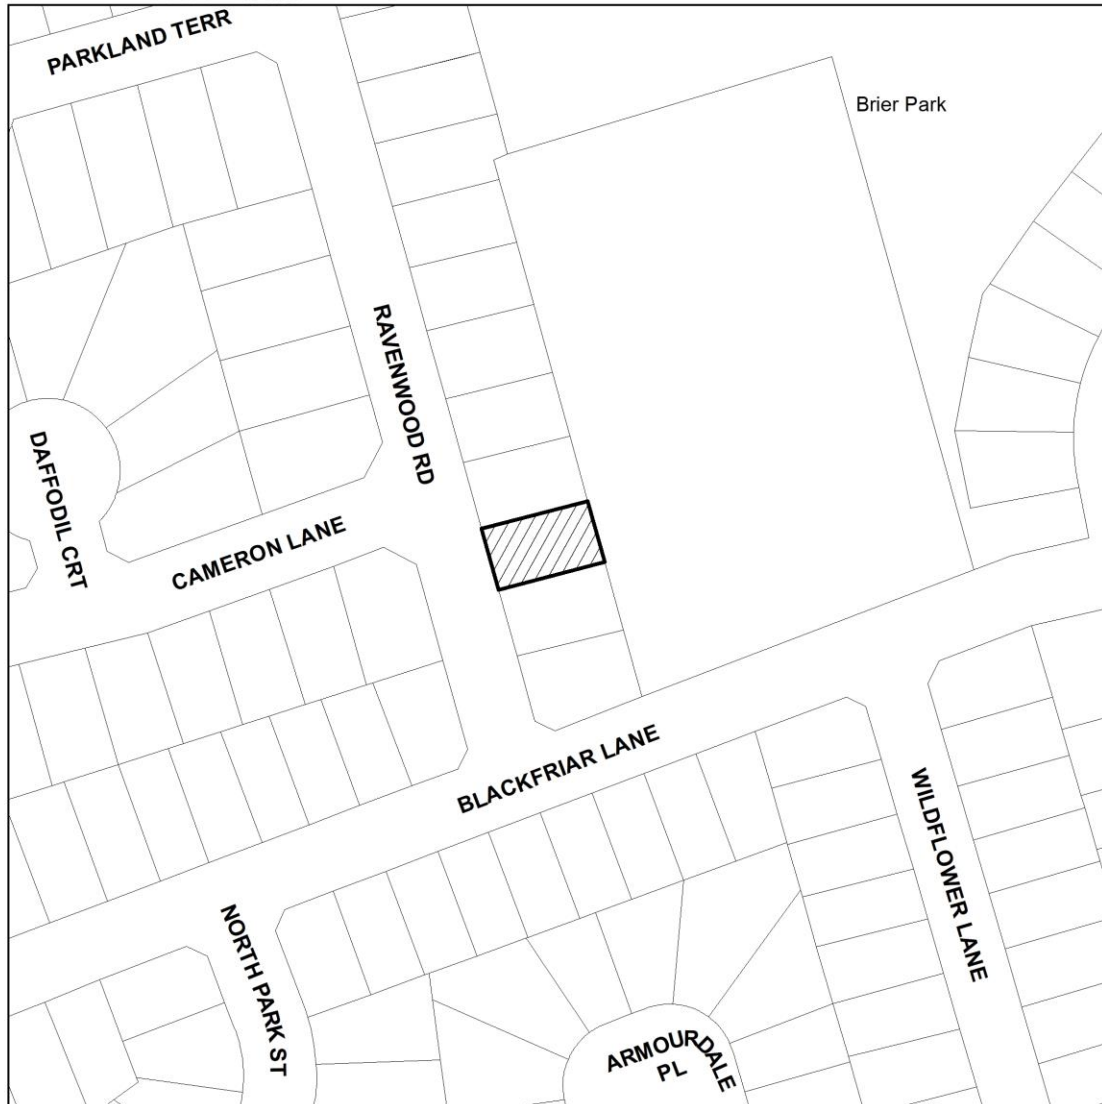 PARKLAND TERR
Brier Park
RAVENWOOD RD
DAFFODIL CRT
CAMERON LANE
BLACKFRIAR LANE
WILDFLOWER LANE
NORTH PARK ST
ARMOURDALE
PL